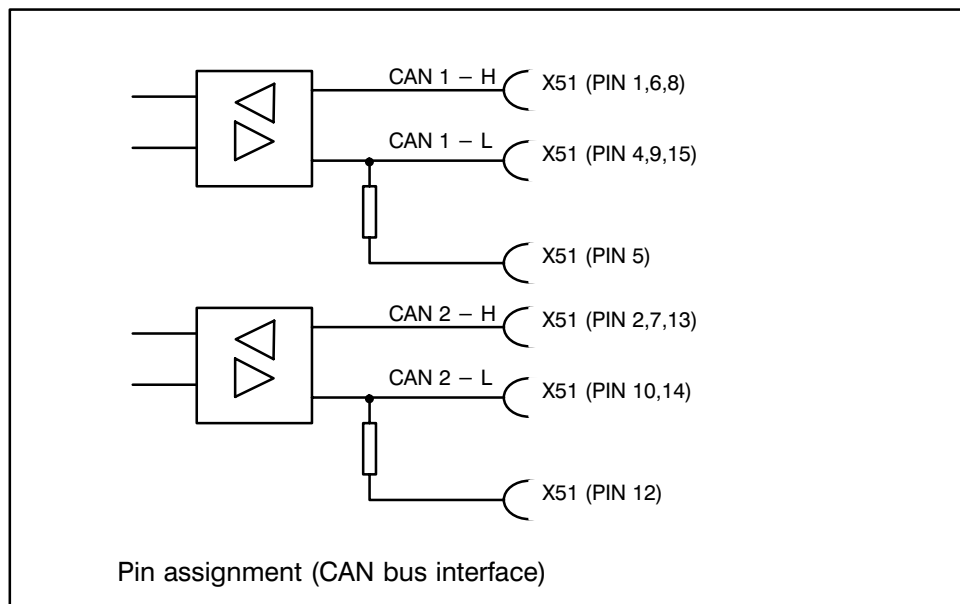 CAN 1 – H X51 (PIN 1,6,8)
CAN 1 – L X51 (PIN 4,9,15)
X51 (PIN 5)
CAN 2 – H X51 (PIN 2,7,13)
CAN 2 – L X51 (PIN 10,14)
X51 (PIN 12)
Pin assignment (CAN bus interface)